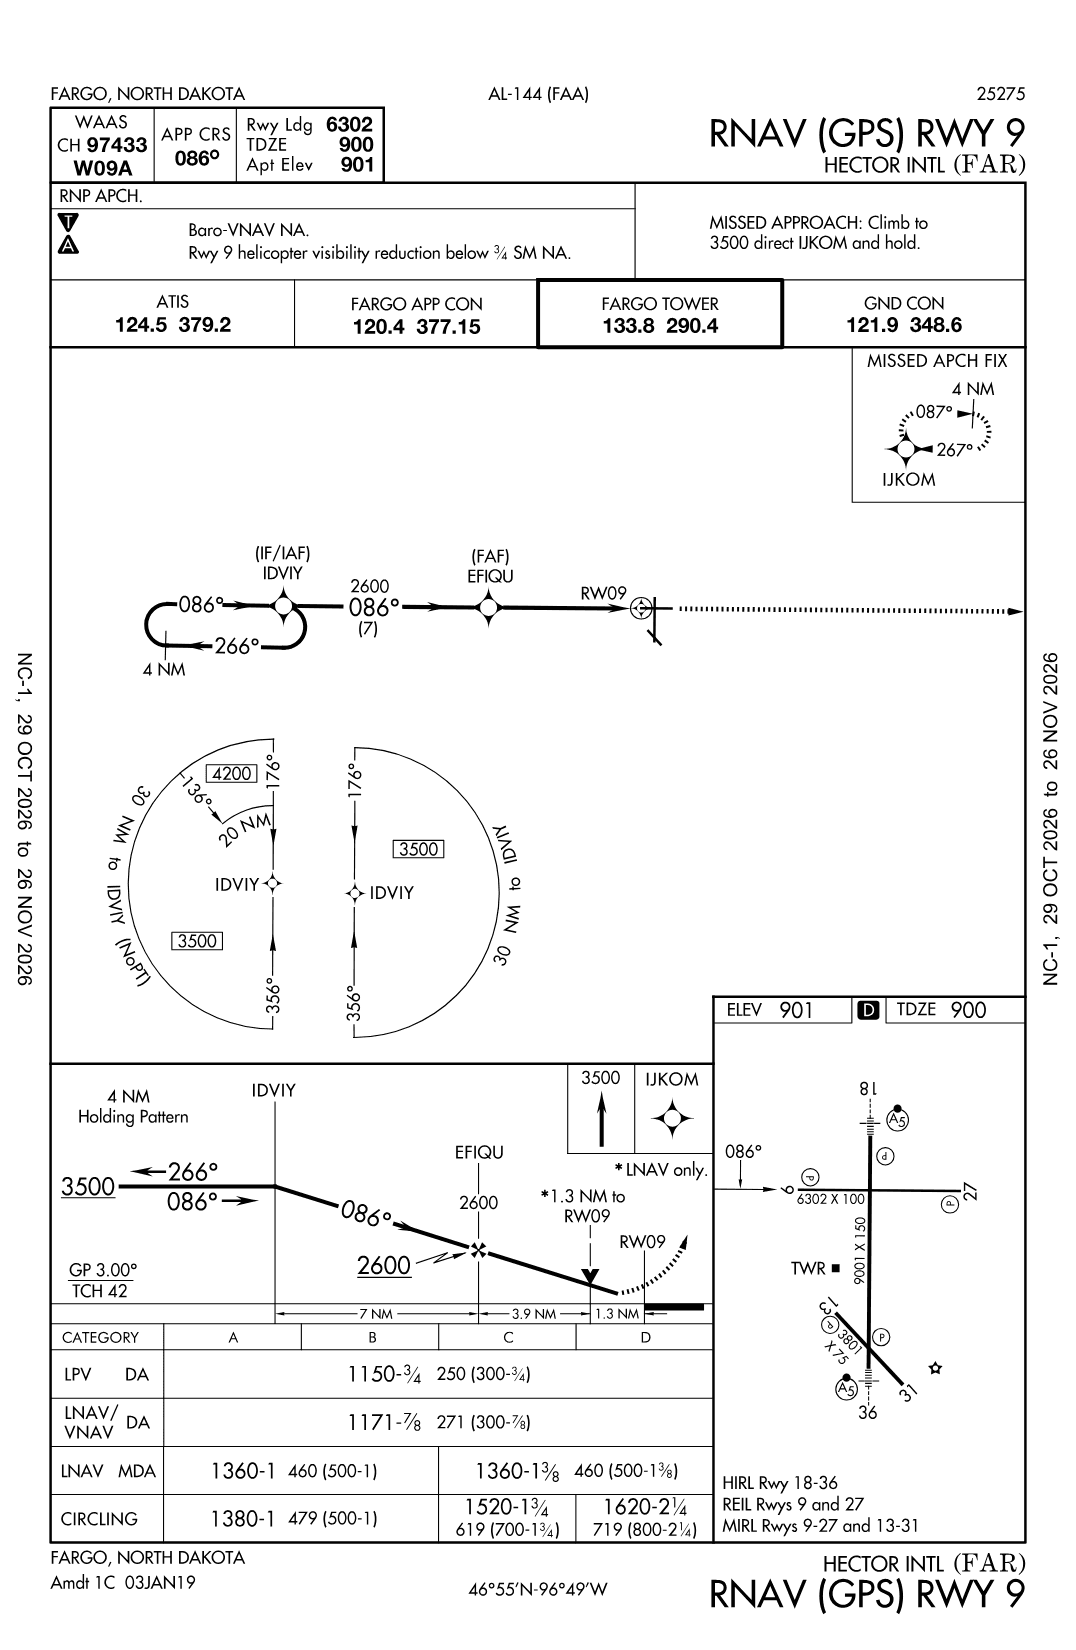 FARGO, NORTH DAKOTA
AL-144 (FAA)
25275
WAAS
CH 97433
W09A
APP CRS
086°
Rwy Ldg 6302
TDZE 900
Apt Elev 901
RNAV (GPS) RWY 9
HECTOR INTL (FAR)
RNP APCH.
T
A
Baro-VNAV NA.
Rwy 9 helicopter visibility reduction below ¾ SM NA.
MISSED APPROACH: Climb to
3500 direct IJKOM and hold.
ATIS
124.5 379.2
FARGO APP CON
120.4 377.15
FARGO TOWER
133.8 290.4
GND CON
121.9 348.6
MISSED APCH FIX
4 NM
087°
267°
IJKOM
(IF/IAF)
IDVIY
086°
266°
4 NM
2600
086°
(7)
(FAF)
EFIQU
RW09
NC-1, 29 OCT 2026 to 26 NOV 2026
NC-1, 29 OCT 2026 to 26 NOV 2026
4200
136°
176°
20 NM
30 NM to IDVIY (NoPT)
IDVIY
3500
356°
176°
3500
IDVIY
30 NM to IDVIY
356°
ELEV 901
D
TDZE 900
18
A5
P
086°
P
9
6302 X 100
27
P
9001 X 150
TWR
13
P
3801
X 75
P
A5
36
31
HIRL Rwy 18-36
REIL Rwys 9 and 27
MIRL Rwys 9-27 and 13-31
4 NM
Holding Pattern
IDVIY
3500
IJKOM
*LNAV only.
EFIQU
3500
266°
086°
086°
2600
2600
*1.3 NM to
RW09
RW09
GP 3.00°
TCH 42
7 NM
3.9 NM
1.3 NM
CATEGORY A B C D
LPV DA 1150-¾ 250 (300-¾)
LNAV/
VNAV DA 1171-⅞ 271 (300-⅞)
LNAV MDA 1360-1 460 (500-1) 1360-1⅜ 460 (500-1⅜)
CIRCLING 1380-1 479 (500-1)
1520-1¾
619 (700-1¾)
1620-2¼
719 (800-2¼)
FARGO, NORTH DAKOTA
Amdt 1C 03JAN19
46°55'N-96°49'W
HECTOR INTL (FAR)
RNAV (GPS) RWY 9